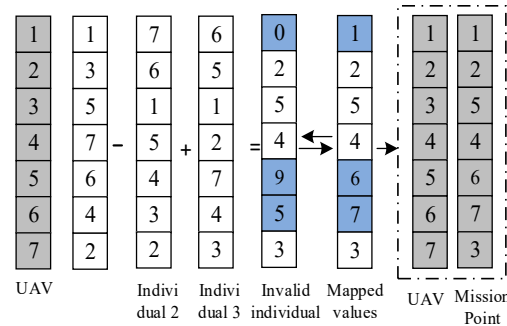 1 1 7 6 0 1 1 1
2 3 6 5 2 2 2 2
3 5 1 1 5 5 3 5
4 7 - 5 + 2 = 4 4 4 4
5 6 4 7 9 6 5 6
6 4 3 4 5 7 6 7
7 2 2 3 3 3 7 3
UAV Indivi Indivi Invalid Mapped UAV Mission
dual 2 dual 3 individual values Point